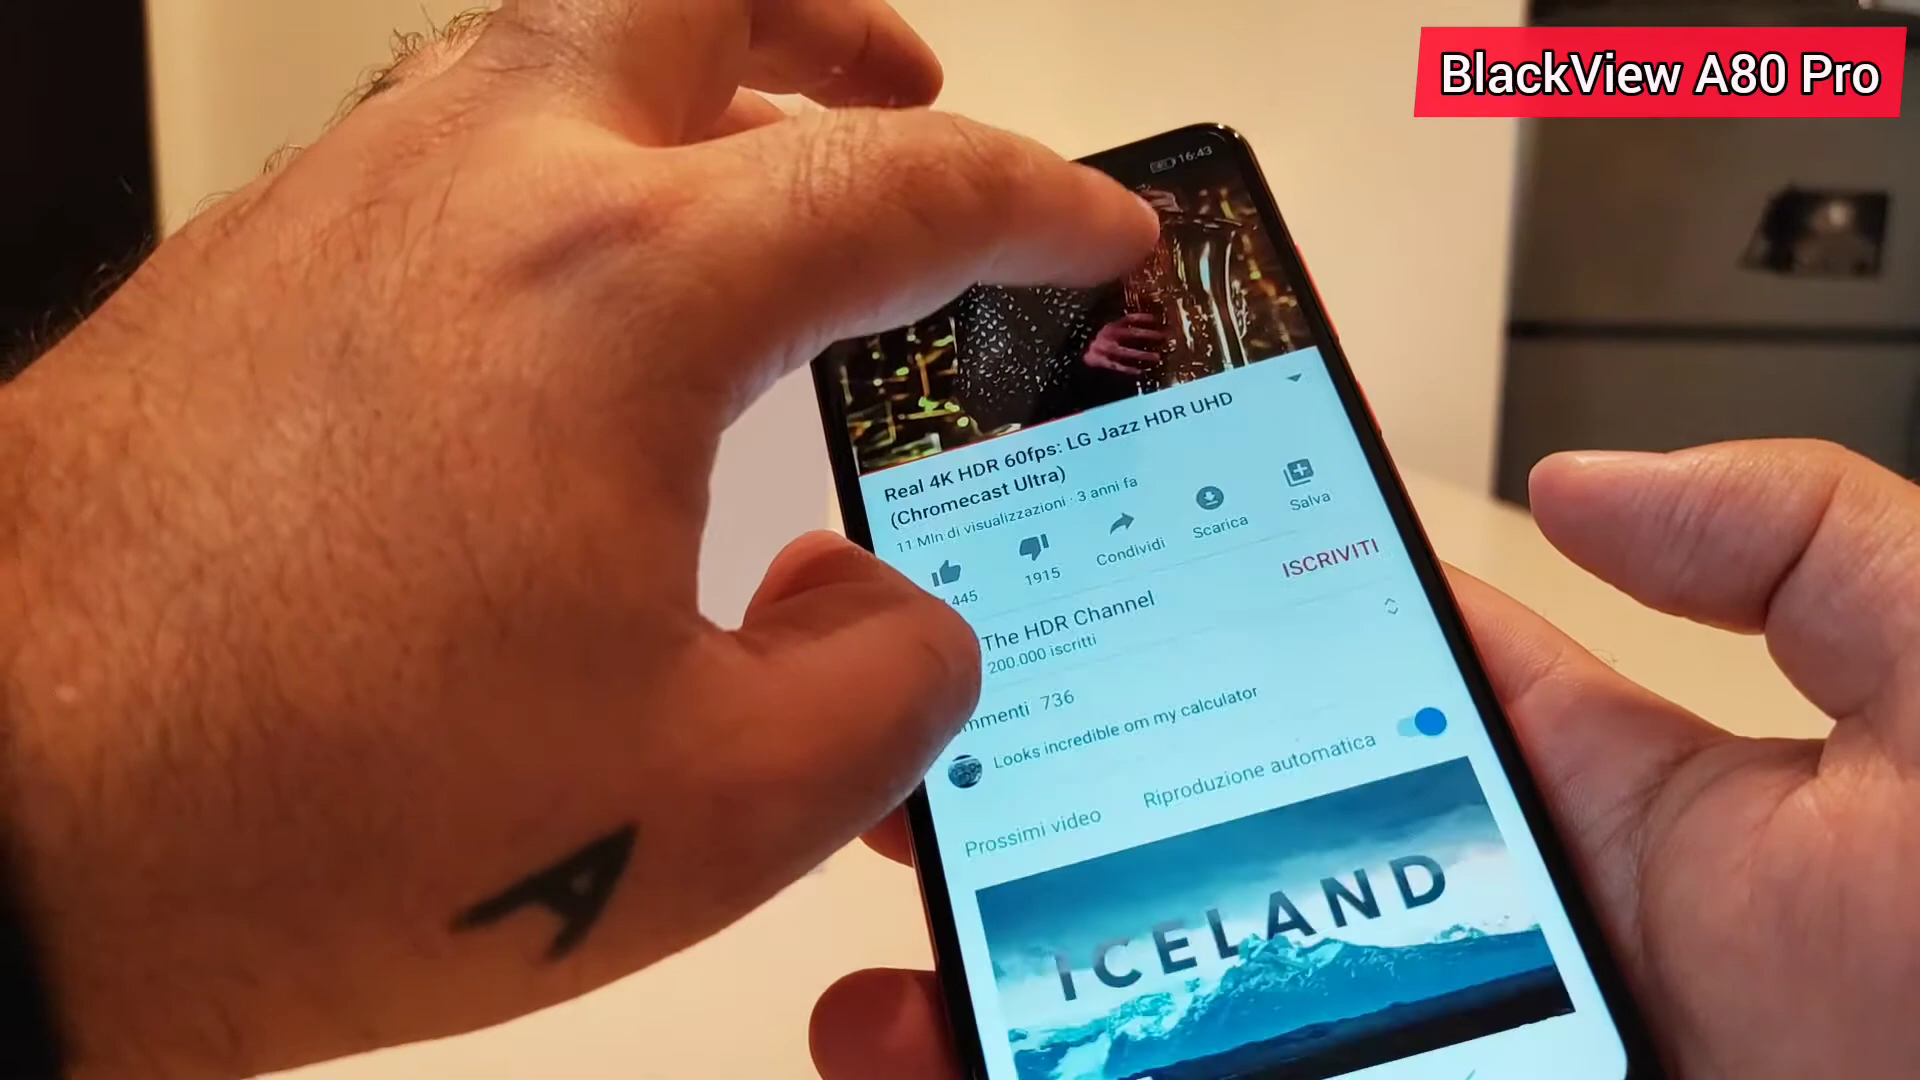 BlackView A80 Pro
16:43
Real 4K HDR 60fps: LG Jazz HDR UHD
(Chromecast Ultra)
11 Mln di visualizzazioni · 3 anni fa
445
1915
Condividi
Scarica
Salva
The HDR Channel
200.000 iscritti
ISCRIVITI
mmenti 736
Looks incredible om my calculator
Prossimi video
Riproduzione automatica
ICELAND
A